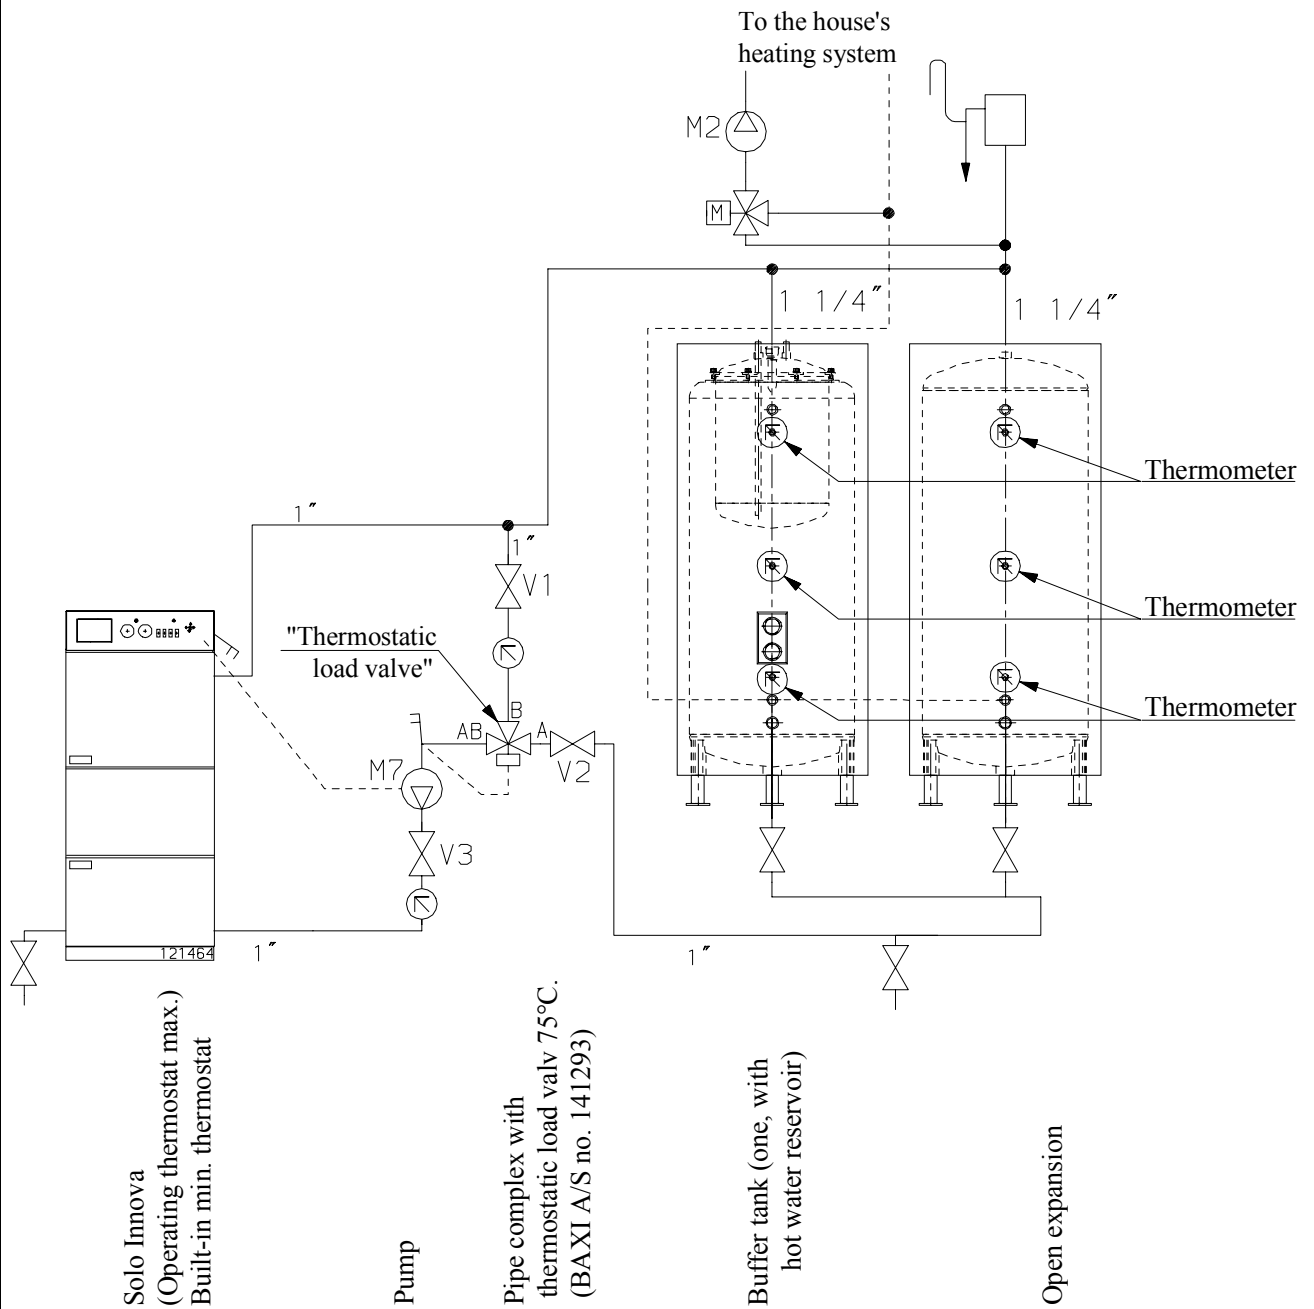 To the house's
heating system
M2
M
1 1/4"
1 1/4"
Thermometer
1"
1"
V1
Thermometer
"Thermostatic
load valve"
B
AB
A
Thermometer
M7
V2
V3
121464
1"
1"
Solo Innova
(Operating thermostat max.)
Built-in min. thermostat
Pump
Pipe complex with
thermostatic load valv 75°C.
(BAXI A/S no. 141293)
Buffer tank (one, with
hot water reservoir)
Open expansion